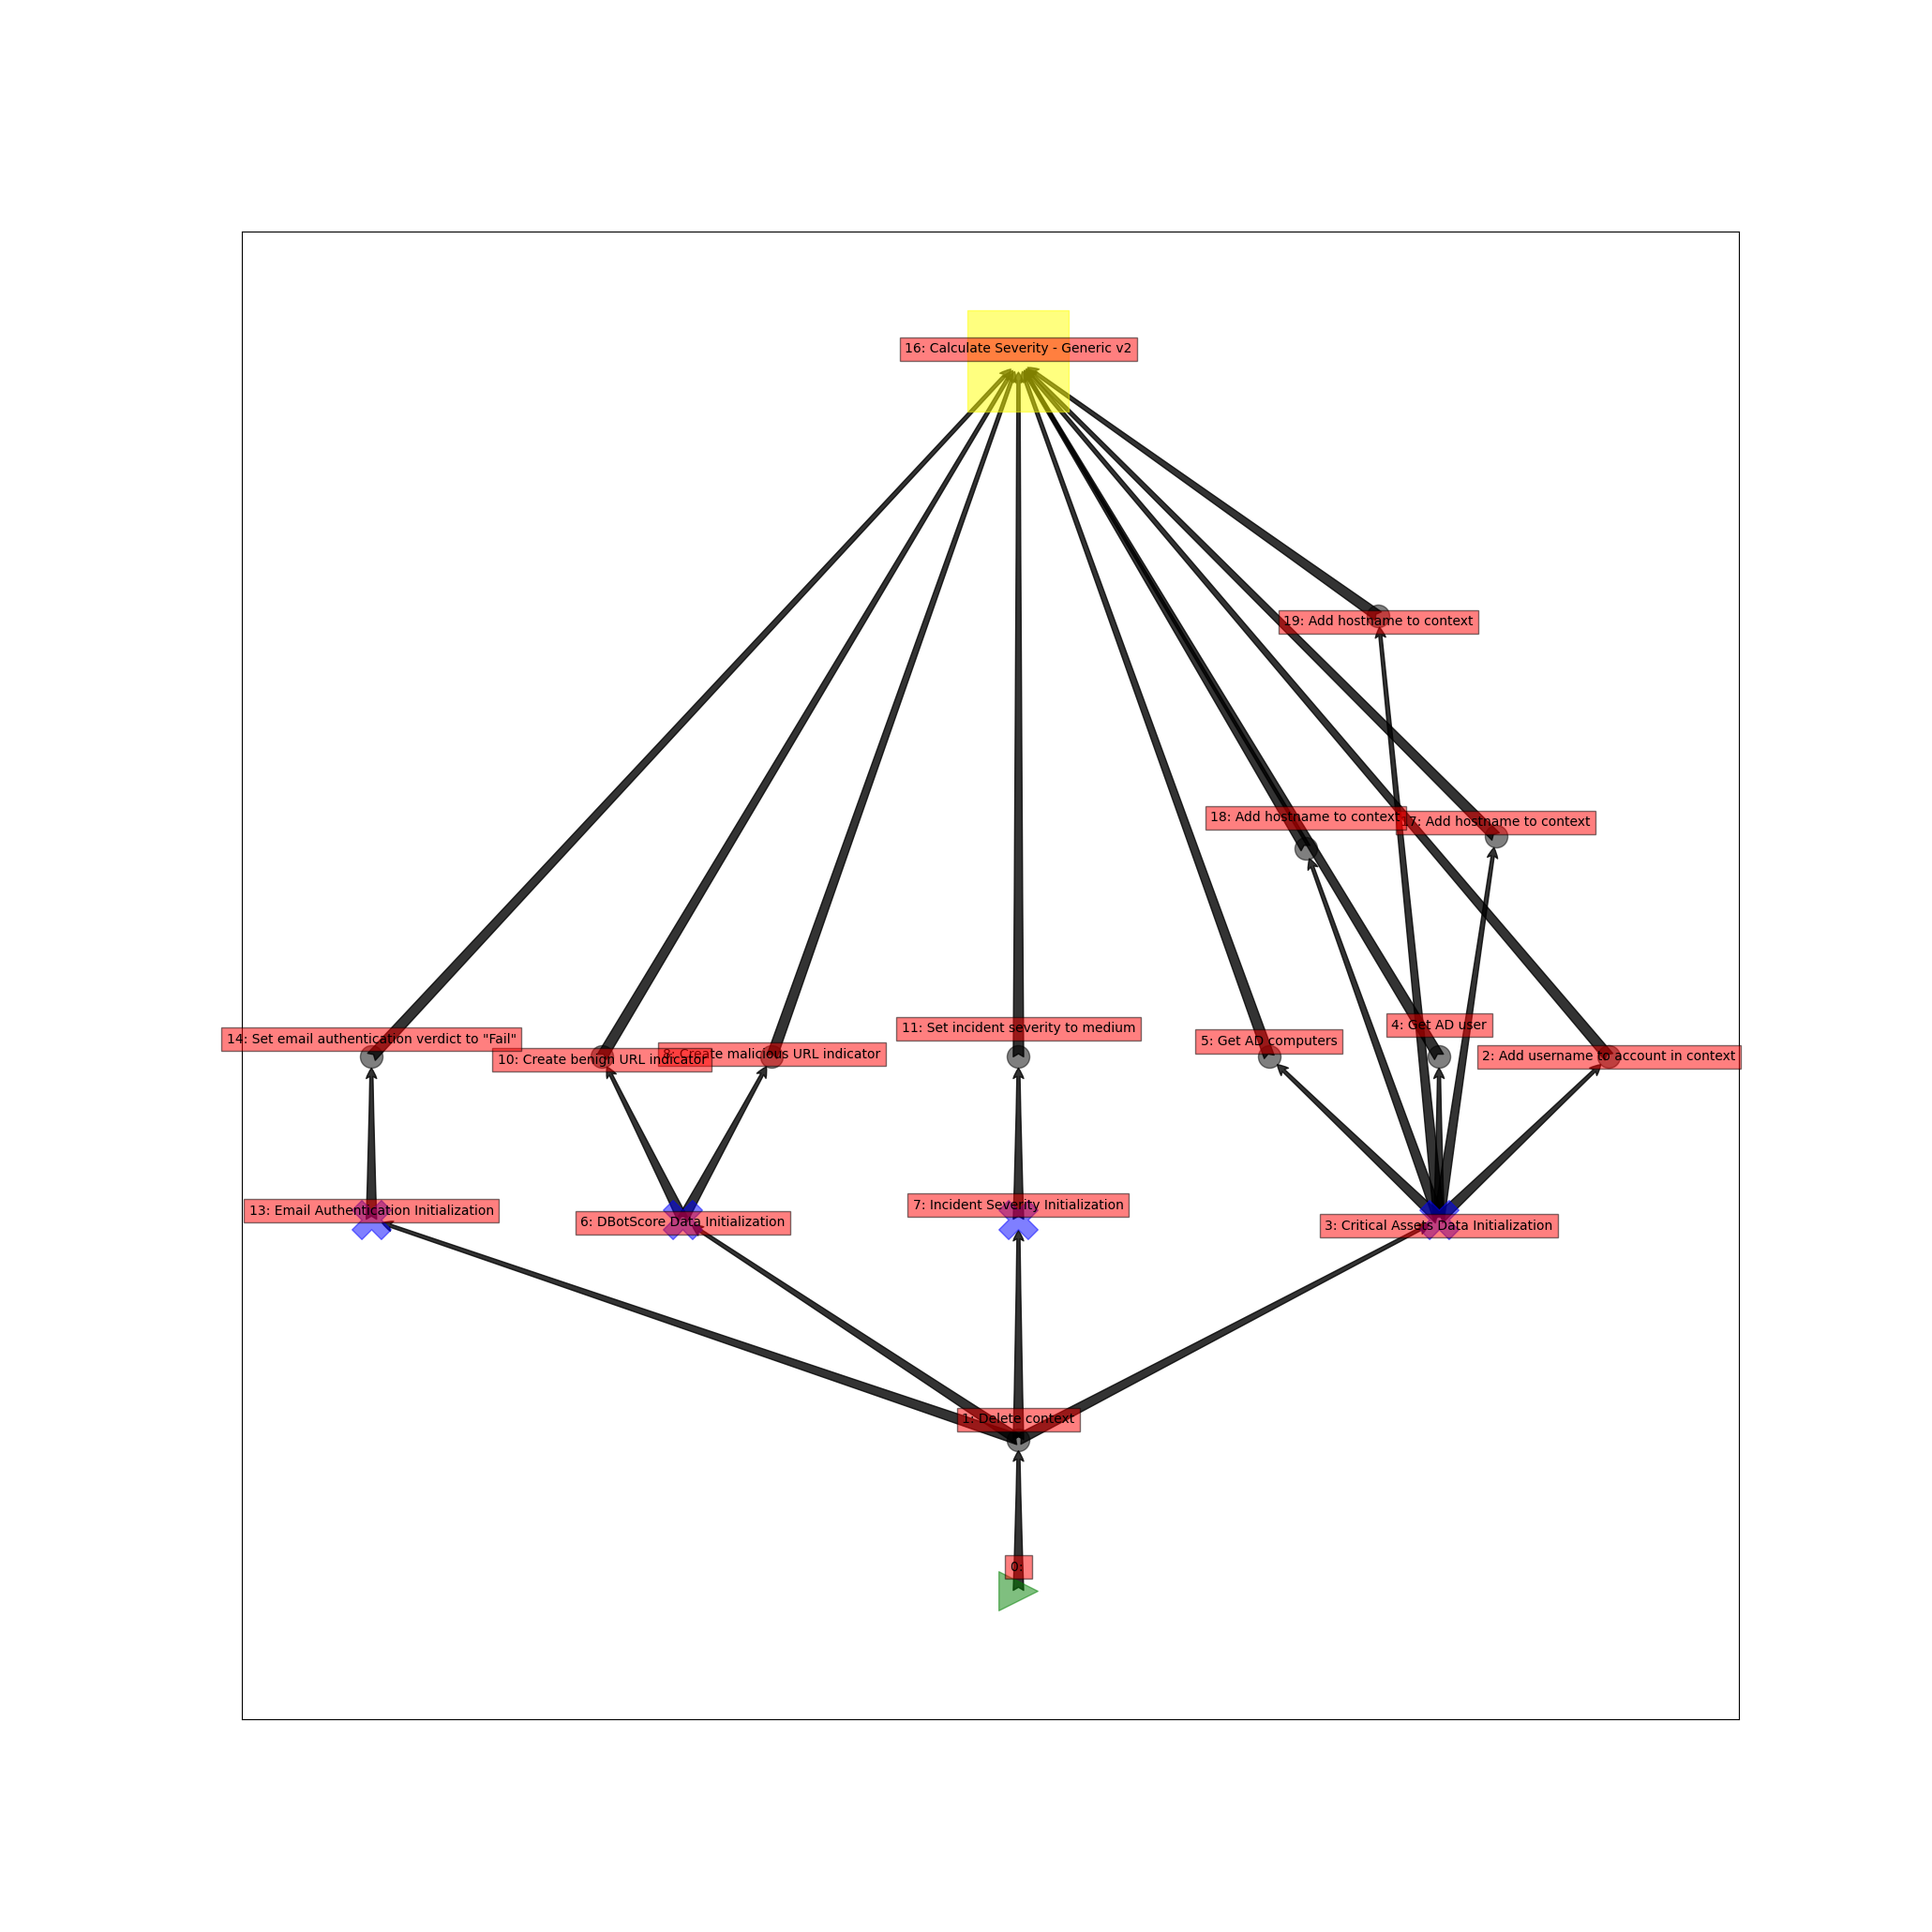 16: Calculate Severity - Generic v2
19: Add hostname to context
18: Add hostname to context
17: Add hostname to context
14: Set email authentication verdict to "Fail"
10: Create benign URL indicator
Create malicious URL indicator
11: Set incident severity to medium
5: Get AD computers
4: Get AD user
2: Add username to account in context
13: Email Authentication Initialization
6: DBotScore Data Initialization
7: Incident Severity Initialization
3: Critical Assets Data Initialization
1: Delete context
0: